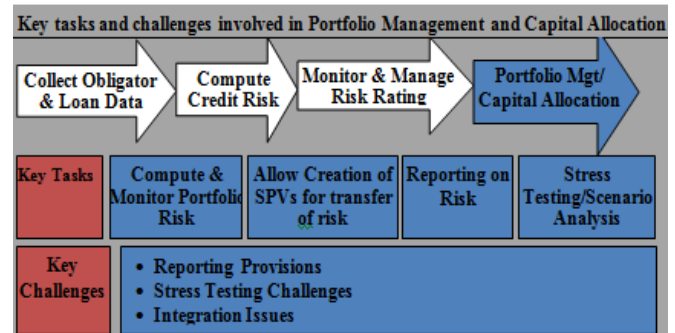 Key tasks and challenges involved in Portfolio Management and Capital Allocation
Collect Obligator
& Loan Data
Compute
Credit Risk
Monitor & Manage
Risk Rating
Portfolio Mgt/
Capital Allocation
Key Tasks
Compute &
Monitor Portfolio
Risk
Allow Creation of
SPVs for transfer
of risk
Reporting on
Risk
Stress
Testing/Scenario
Analysis
Key
Challenges
• Reporting Provisions
• Stress Testing Challenges
• Integration Issues